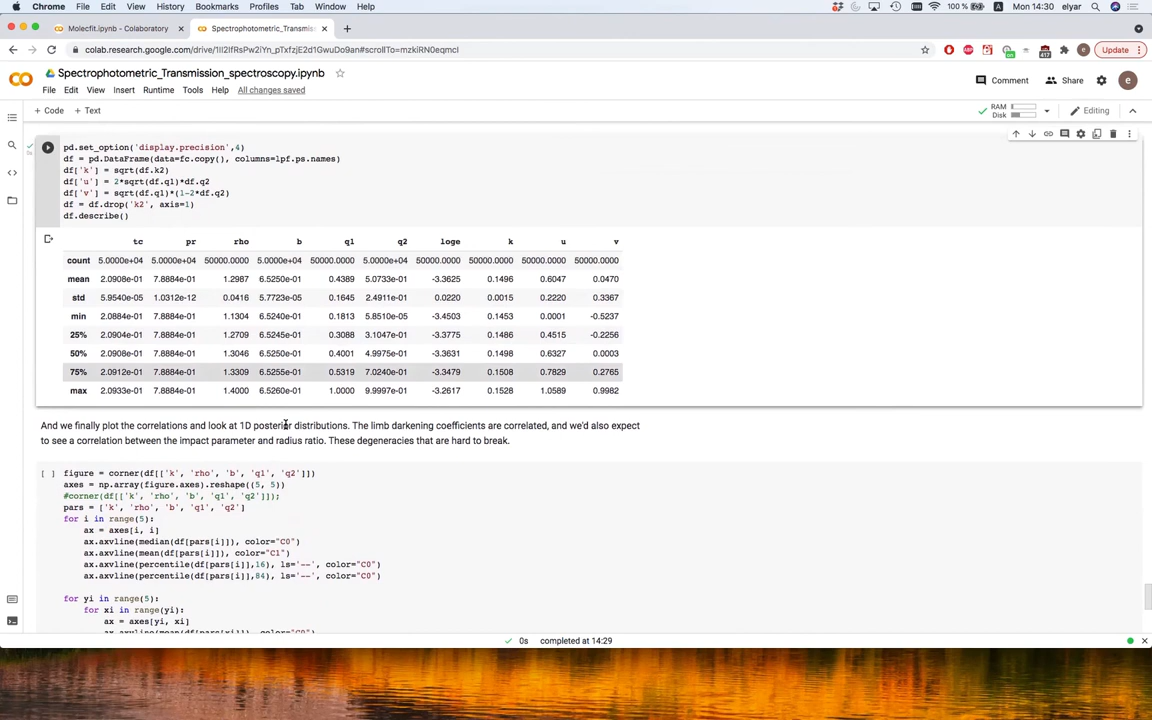 Chrome File Edit View History Bookmarks Profiles Tab Window Help 100 % Mon 14:30 elyar
Molecfit.ipynb - Colaboratory Spectrophotometric_Transmiss
colab.research.google.com/drive/
Update
Spectrophotometric_Transmission_spectroscopy.ipynb
Comment Share
File Edit View Insert Runtime Tools Help All changes saved
+ Code + Text RAM Disk Editing
pd.set_option('display.precision',4)
df = pd.DataFrame(data=fc.copy(), columns=lpf.ps.names)
df['k'] = sqrt(df.k2)
df['u'] = 2*sqrt(df.q1)*df.q2
df['v'] = sqrt(df.q1)*(1-2*df.q2)
df = df.drop('k2', axis=1)
df.describe()
tc pr rho b q1 q2 loge k u v
count 5.0000e+04 5.0000e+04 50000.0000 5.0000e+04 50000.0000 5.0000e+04 50000.0000 50000.0000 50000.0000 50000.0000
mean 2.0908e-01 7.8884e-01 1.2987 6.5250e-01 0.4389 5.0733e-01 -3.3625 0.1496 0.6047 0.0470
std 5.9540e-05 1.0312e-12 0.0416 5.7723e-05 0.1645 2.4911e-01 0.0220 0.0015 0.2220 0.3367
min 2.0884e-01 7.8884e-01 1.1304 6.5240e-01 0.1813 5.8510e-05 -3.4503 0.1453 0.0001 -0.5237
25% 2.0904e-01 7.8884e-01 1.2709 6.5245e-01 0.3088 3.1047e-01 -3.3775 0.1486 0.4515 -0.2256
50% 2.0908e-01 7.8884e-01 1.3046 6.5250e-01 0.4001 4.9975e-01 -3.3631 0.1498 0.6327 0.0003
75% 2.0912e-01 7.8884e-01 1.3309 6.5255e-01 0.5319 7.0240e-01 -3.3479 0.1508 0.7829 0.2765
max 2.0933e-01 7.8884e-01 1.4000 6.5260e-01 1.0000 9.9997e-01 -3.2617 0.1528 1.0589 0.9982
And we finally plot the correlations and look at 1D posterior distributions. The limb darkening coefficients are correlated, and we'd also expect
to see a correlation between the impact parameter and radius ratio. These degeneracies that are hard to break.
[ ] figure = corner(df[['k', 'rho', 'b', 'q1', 'q2']])
axes = np.array(figure.axes).reshape((5, 5))
#corner(df[['k', 'rho', 'b', 'q1', 'q2']]);
pars = ['k', 'rho', 'b', 'q1', 'q2']
for i in range(5):
ax = axes[i, i]
ax.axvline(median(df[pars[i]]), color="C0")
ax.axvline(mean(df[pars[i]]), color="C1")
ax.axvline(percentile(df[pars[i]],16), ls='--', color="C0")
ax.axvline(percentile(df[pars[i]],84), ls='--', color="C0")
for yi in range(5):
for xi in range(yi):
ax = axes[yi, xi]
ax.axvline(mean(df[pars[xi]]), color="C0")
0s completed at 14:29